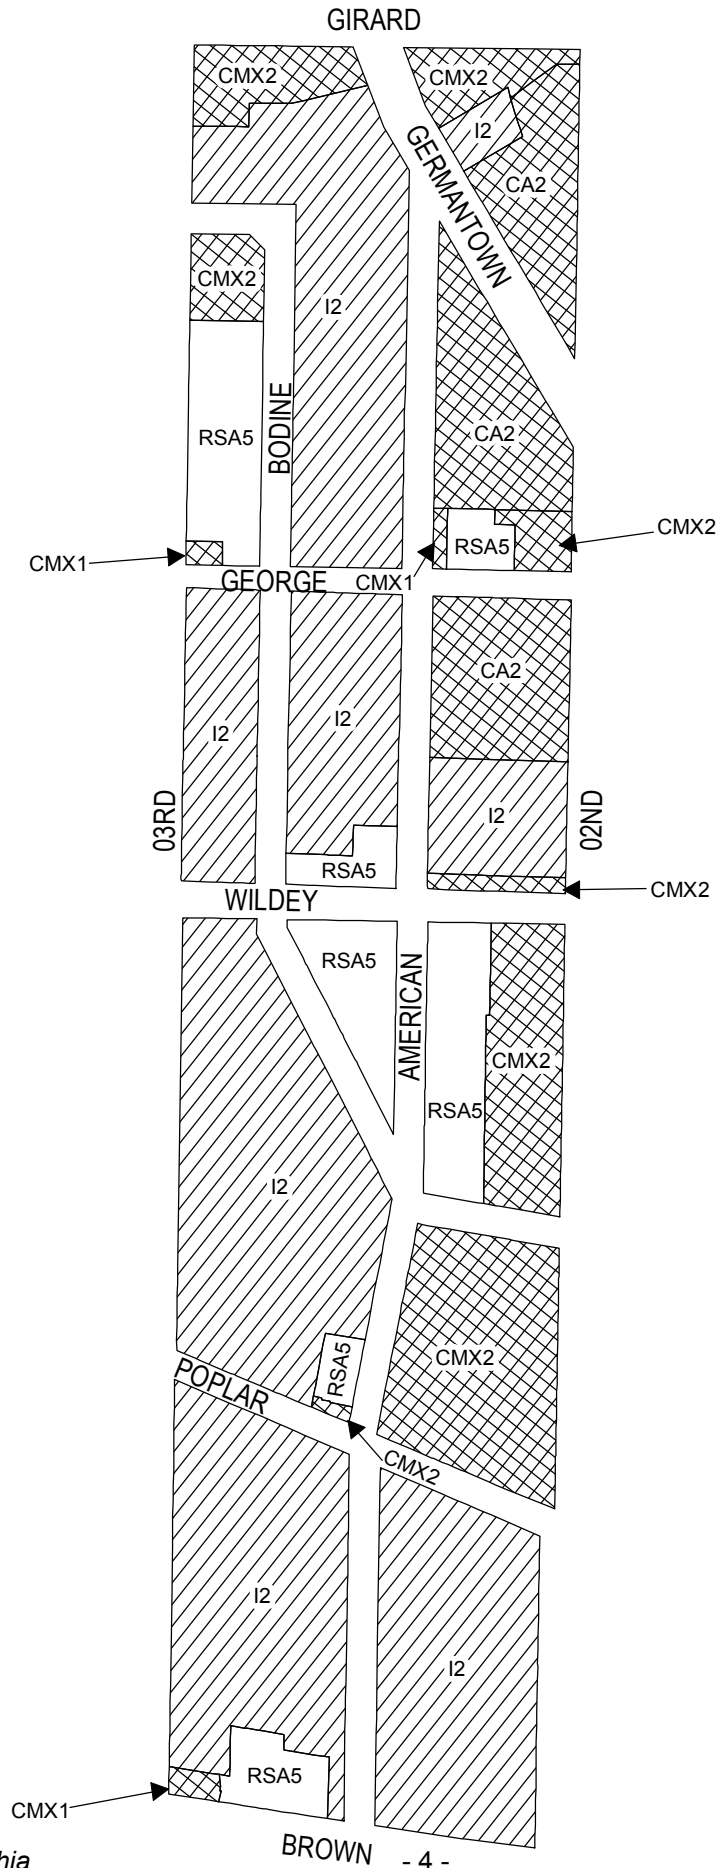 GIRARD
CMX2
CMX2
I2
GERMANTOWN
CA2
CMX2
I2
BODINE
RSA5
CA2
CMX2
RSA5
CMX1
GEORGE
CMX1
CA2
I2
I2
03RD
I2
02ND
RSA5
CMX2
WILDEY
RSA5
AMERICAN
CMX2
RSA5
I2
CMX2
RSA5
POPLAR
CMX2
I2
I2
RSA5
CMX1
BROWN
- 4 -